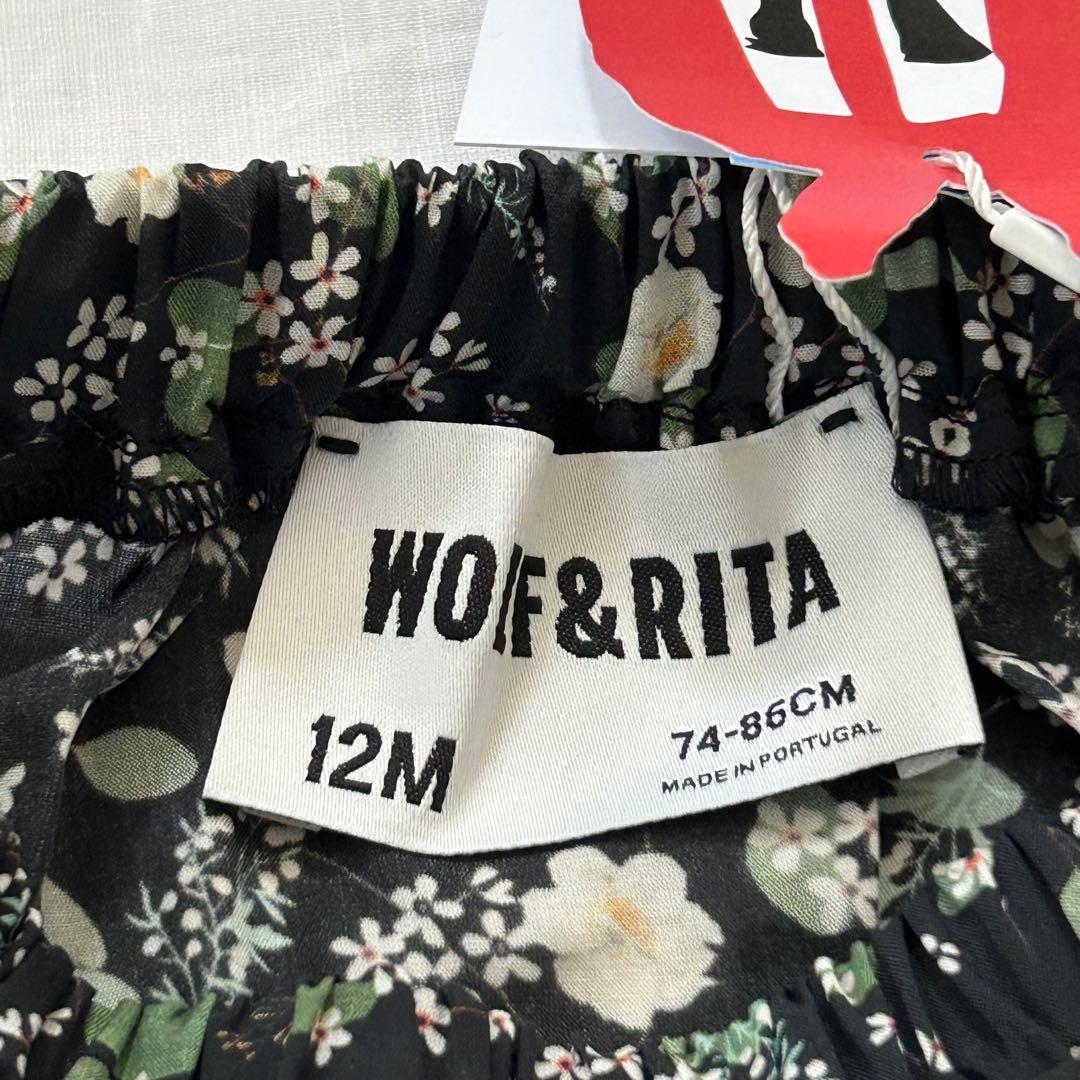 WOLF&RITA
12M
74-86CM
MADE IN PORTUGAL